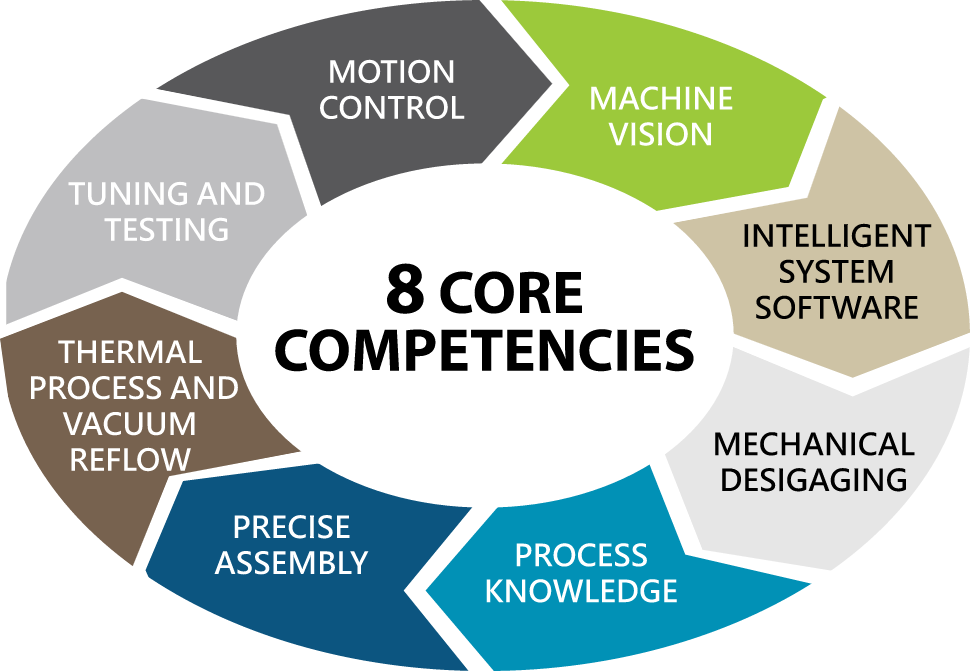 MOTION
CONTROL
MACHINE
VISION
INTELLIGENT
SYSTEM
SOFTWARE
MECHANICAL
DESIGAGING
PROCESS
KNOWLEDGE
PRECISE
ASSEMBLY
THERMAL
PROCESS AND
VACUUM
REFLOW
TUNING AND
TESTING
8 CORE
COMPETENCIES